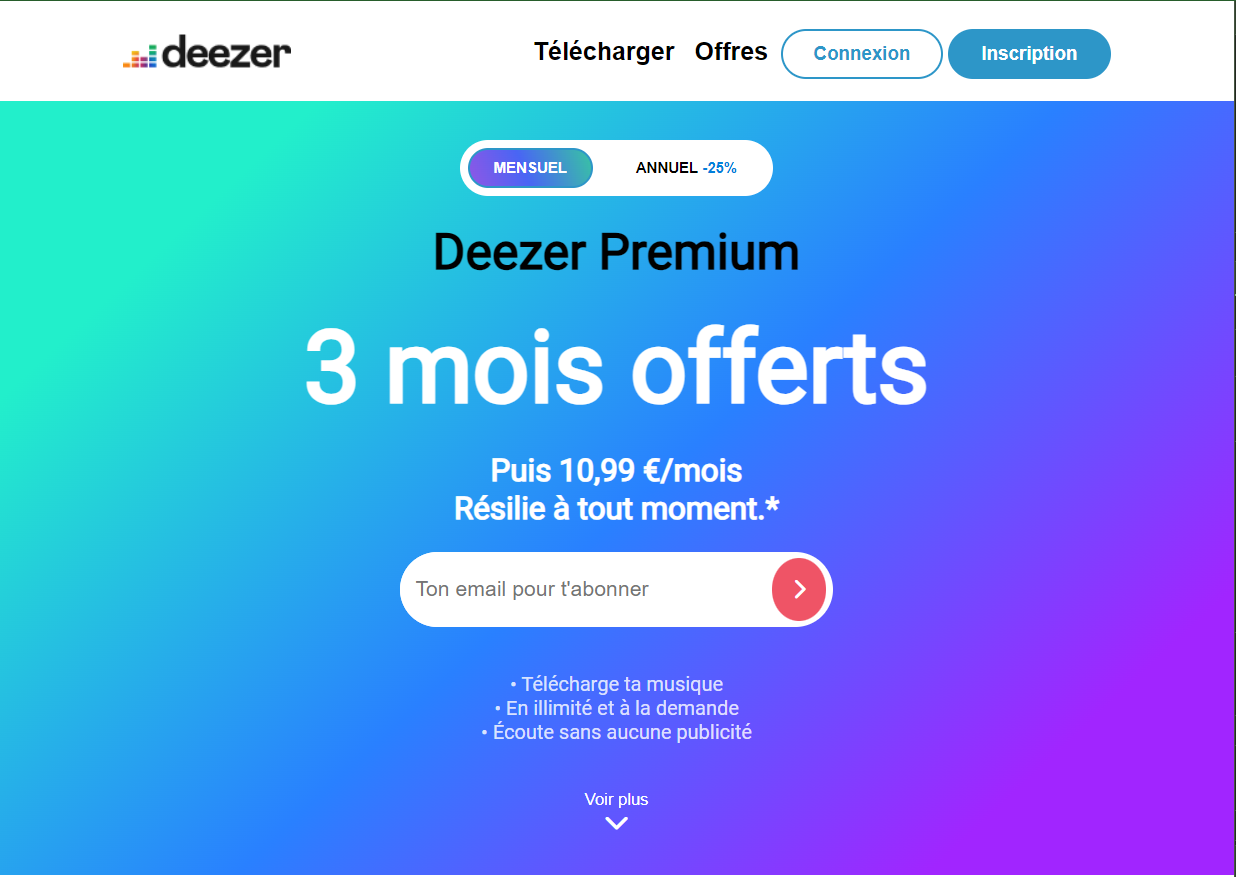 deezer
Télécharger Offres Connexion Inscription
MENSUEL ANNUEL -25%
Deezer Premium
3 mois offerts
Puis 10,99 €/mois
Résilie à tout moment.*
Ton email pour t'abonner
• Télécharge ta musique
• En illimité et à la demande
• Écoute sans aucune publicité
Voir plus